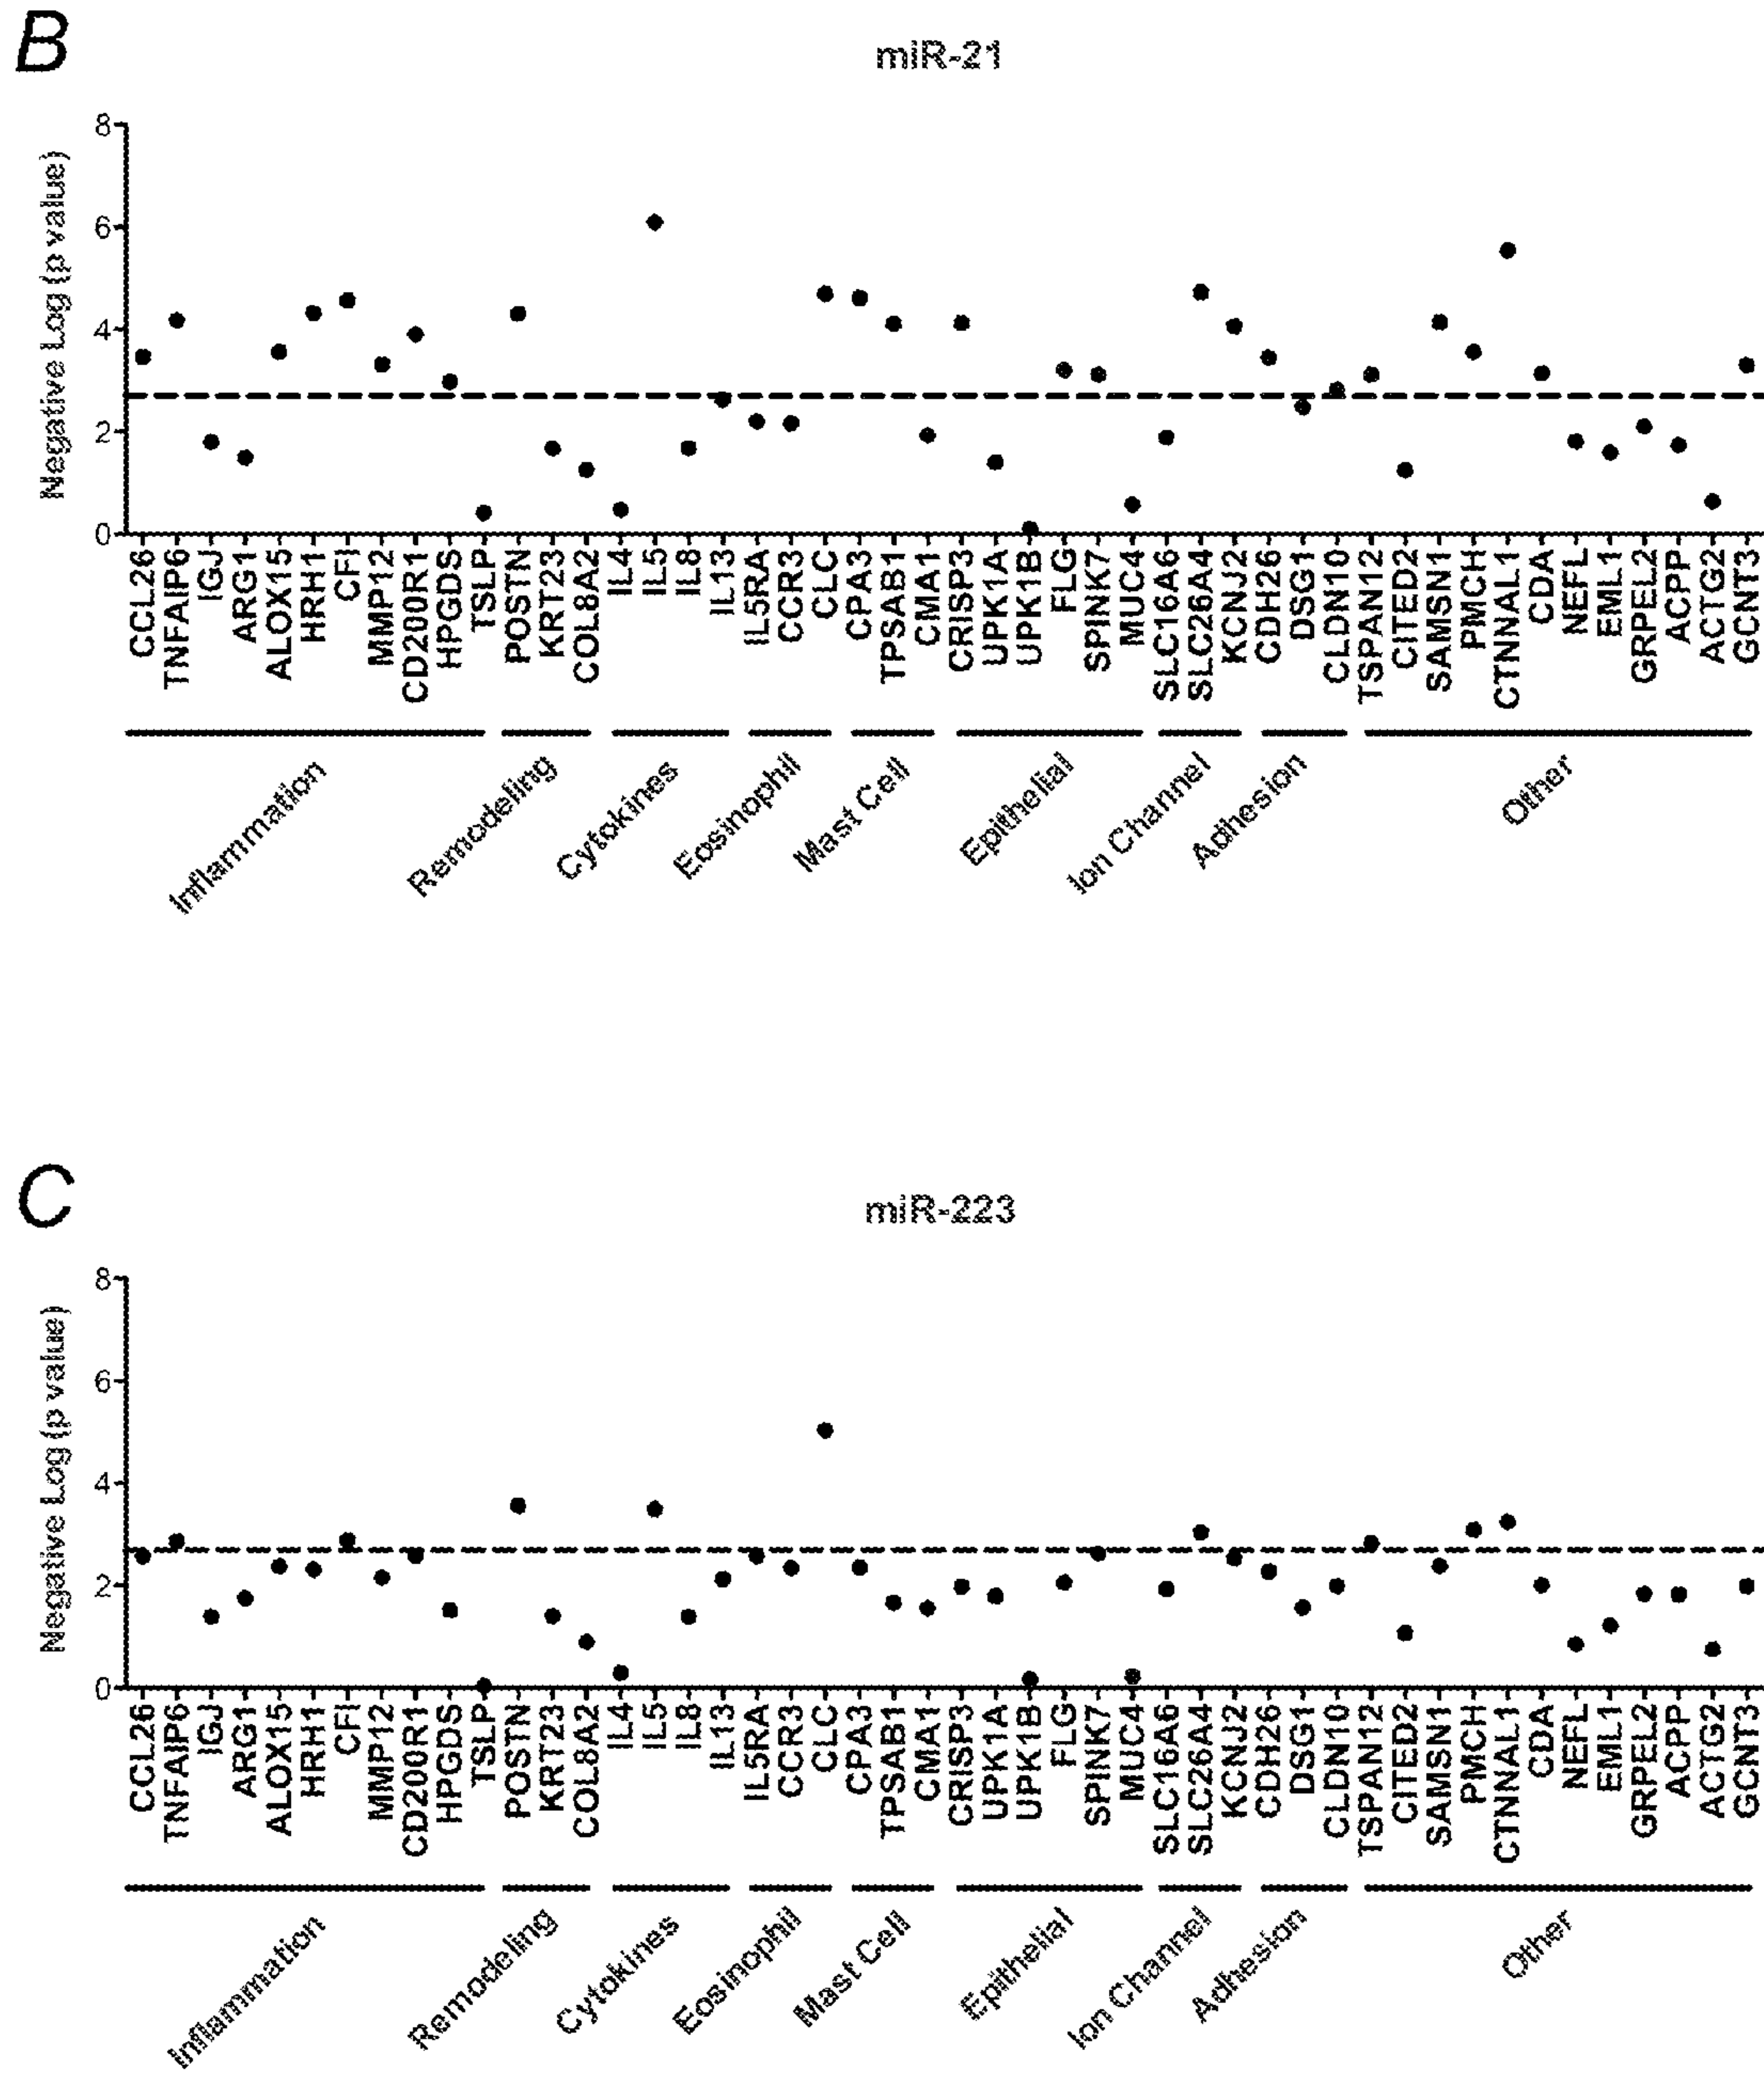 B
miR-21
Negative Log (p value)
8
6
4
2
0
CCL26
TNFAIP6
IGJ
ARG1
ALOX15
HRH1
CFI
MMP12
CD200R1
HPGDS
TSLP
POSTN
KRT23
COL8A2
IL4
IL5
IL8
IL13
IL5RA
CCR3
CLC
CPA3
TPSAB1
CMA1
CRISP3
UPK1A
UPK1B
FLG
SPINK7
MUC4
SLC16A6
SLC26A4
KCNJ2
CDH26
DSG1
CLDN10
TSPAN12
CITED2
SAMSN1
PMCH
CTNNAL1
CDA
NEFL
EML1
GRPEL2
ACPP
ACTG2
GCNT3
Inflammation
Remodeling
Cytokines
Eosinophil
Mast Cell
Epithelial
Ion Channel
Adhesion
Other
C
miR-223
Negative Log (p value)
8
6
4
2
0
CCL26
TNFAIP6
IGJ
ARG1
ALOX15
HRH1
CFI
MMP12
CD200R1
HPGDS
TSLP
POSTN
KRT23
COL8A2
IL4
IL5
IL8
IL13
IL5RA
CCR3
CLC
CPA3
TPSAB1
CMA1
CRISP3
UPK1A
UPK1B
FLG
SPINK7
MUC4
SLC16A6
SLC26A4
KCNJ2
CDH26
DSG1
CLDN10
TSPAN12
CITED2
SAMSN1
PMCH
CTNNAL1
CDA
NEFL
EML1
GRPEL2
ACPP
ACTG2
GCNT3
Inflammation
Remodeling
Cytokines
Eosinophil
Mast Cell
Epithelial
Ion Channel
Adhesion
Other